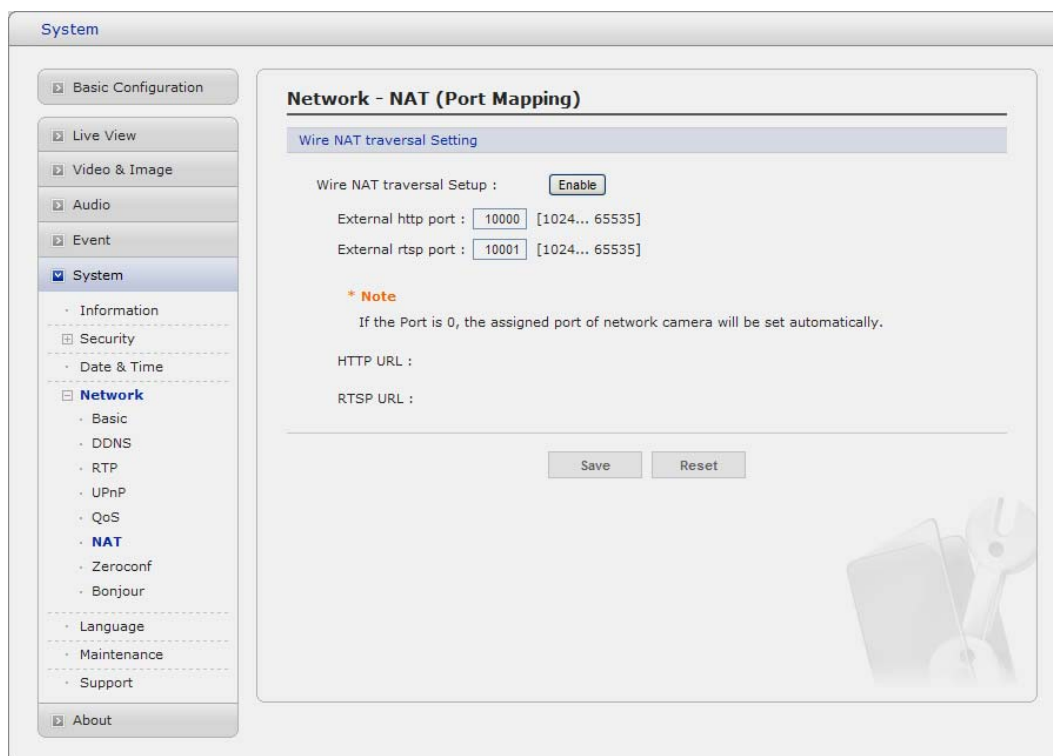 System
Basic Configuration
Live View
Video & Image
Audio
Event
System
Information
Security
Date & Time
Network
Basic
DDNS
RTP
UPnP
QoS
NAT
Zeroconf
Bonjour
Language
Maintenance
Support
About
Network - NAT (Port Mapping)
Wire NAT traversal Setting
Wire NAT traversal Setup : Enable
External http port : 10000 [1024... 65535]
External rtsp port : 10001 [1024... 65535]
* Note
If the Port is 0, the assigned port of network camera will be set automatically.
HTTP URL :
RTSP URL :
Save Reset